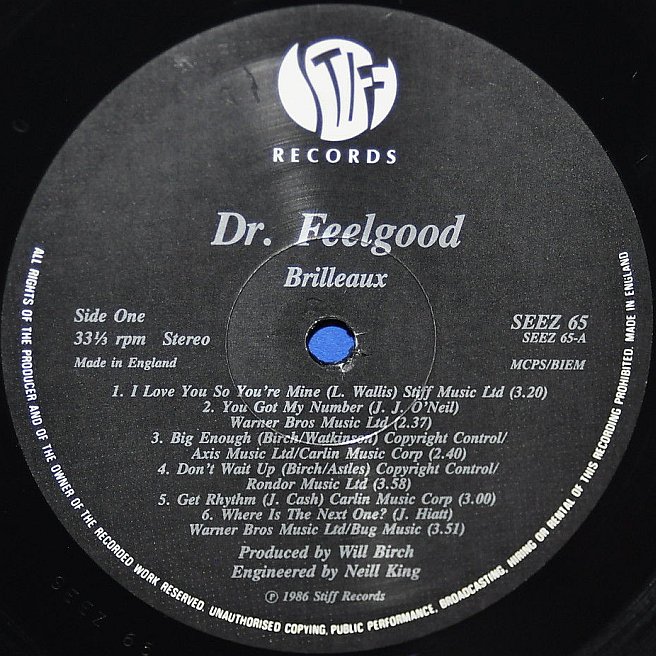 STIFF
RECORDS
Dr. Feelgood
Brilleaux
Side One
33⅓ rpm Stereo
Made in England
SEEZ 65
SEEZ 65-A
MCPS/BIEM
1. I Love You So You're Mine (L. Wallis) Stiff Music Ltd (3.20)
2. You Got My Number (J. J. O'Neil)
Warner Bros Music Ltd (2.37)
3. Big Enough (Birch/Watkinson) Copyright Control/
Axis Music Ltd/Carlin Music Corp (2.40)
4. Don't Wait Up (Birch/Astles) Copyright Control/
Rondor Music Ltd (3.58)
5. Get Rhythm (J. Cash) Carlin Music Corp (3.00)
6. Where Is The Next One? (J. Hiatt)
Warner Bros Music Ltd/Bug Music (3.51)
Produced by Will Birch
Engineered by Neill King
℗ 1986 Stiff Records
ALL RIGHTS OF THE PRODUCER AND OF THE OWNER OF THE RECORDED WORK RESERVED. UNAUTHORISED COPYING, PUBLIC PERFORMANCE, BROADCASTING, HIRING OR RENTAL OF THIS RECORDING PROHIBITED. MADE IN ENGLAND
SEEZ 65